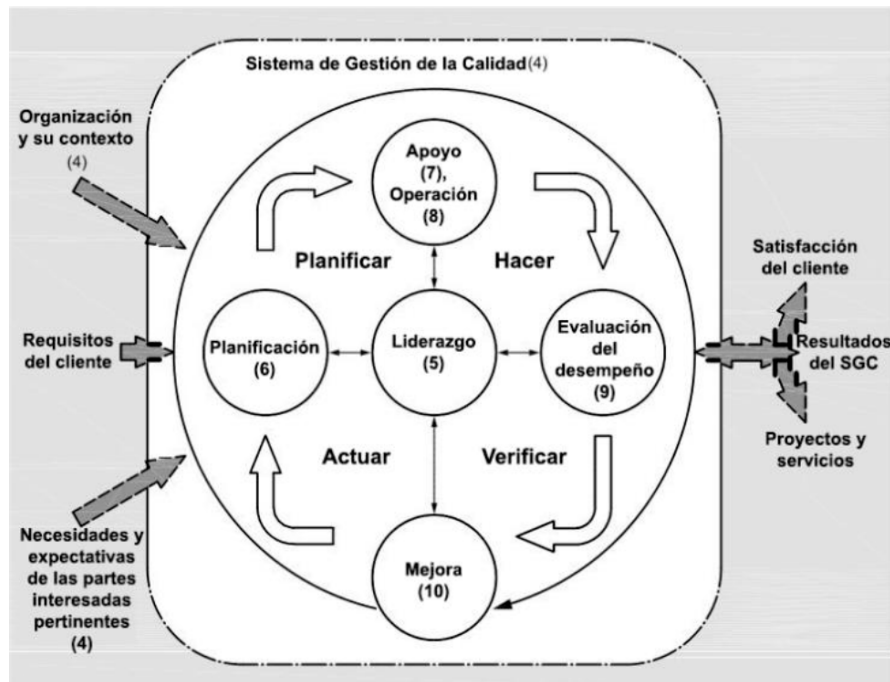 Sistema de Gestión de la Calidad(4)
Organización
y su contexto
(4)
Apoyo
(7),
Operación
(8)
Planificar
Hacer
Satisfacción
del cliente
Requisitos
del cliente
Planificación
(6)
Liderazgo
(5)
Evaluación
del
desempeño
(9)
Resultados
del SGC
Actuar
Verificar
Proyectos y
servicios
Necesidades y
expectativas
de las partes
interesadas
pertinentes
(4)
Mejora
(10)